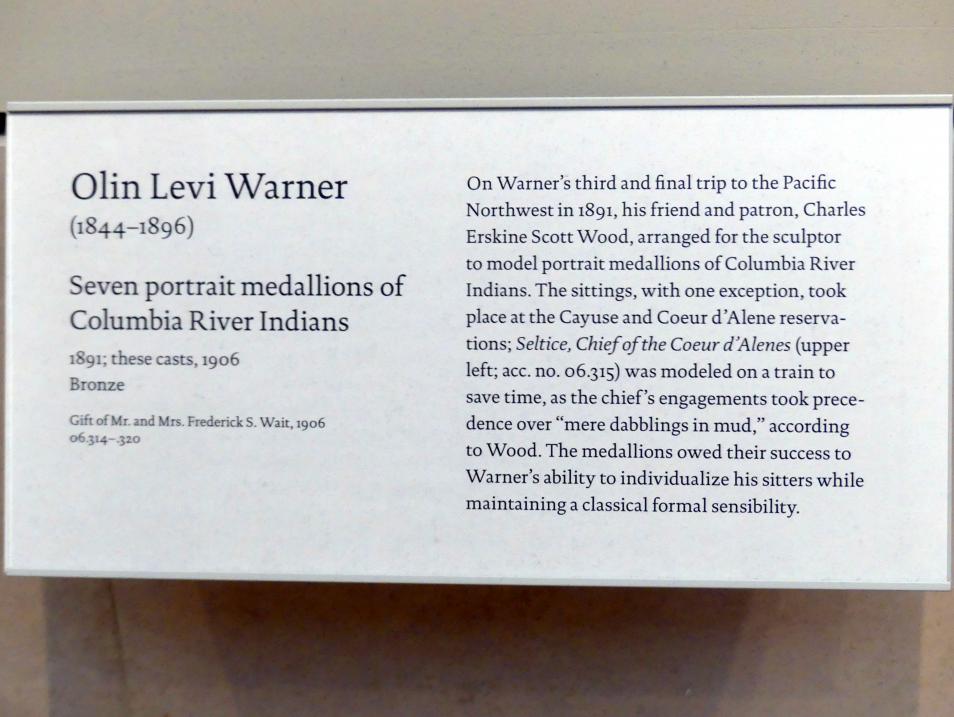 Olin Levi Warner
(1844–1896)
Seven portrait medallions of
Columbia River Indians
1891; these casts, 1906
Bronze
Gift of Mr. and Mrs. Frederick S. Wait, 1906
06.314–.320
On Warner's third and final trip to the Pacific
Northwest in 1891, his friend and patron, Charles
Erskine Scott Wood, arranged for the sculptor
to model portrait medallions of Columbia River
Indians. The sittings, with one exception, took
place at the Cayuse and Coeur d'Alene reserva-
tions; Seltice, Chief of the Coeur d'Alenes (upper
left; acc. no. 06.315) was modeled on a train to
save time, as the chief's engagements took prece-
dence over “mere dabblings in mud,” according
to Wood. The medallions owed their success to
Warner's ability to individualize his sitters while
maintaining a classical formal sensibility.